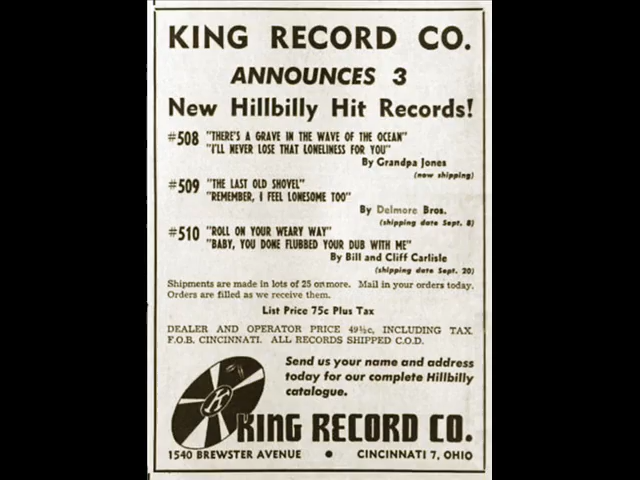 KING RECORD CO.
ANNOUNCES 3
New Hillbilly Hit Records!
#508 "THERE'S A GRAVE IN THE WAVE OF THE OCEAN"
"I'LL NEVER LOSE THAT LONELINESS FOR YOU"
By Grandpa Jones
(now shipping)
#509 "THE LAST OLD SHOVEL"
"REMEMBER, I FEEL LONESOME TOO"
By Delmore Bros.
(shipping date Sept. 8)
#510 "ROLL ON YOUR WEARY WAY"
"BABY, YOU DONE FLUBBED YOUR DUB WITH ME"
By Bill and Cliff Carlisle
(shipping date Sept. 20)
Shipments are made in lots of 25 or more. Mail in your orders today.
Orders are filled as we receive them.
List Price 75c Plus Tax
DEALER AND OPERATOR PRICE 49½c, INCLUDING TAX.
F.O.B. CINCINNATI. ALL RECORDS SHIPPED C.O.D.
Send us your name and address
today for our complete Hillbilly
catalogue.
K
KING RECORD CO.
1540 BREWSTER AVENUE • CINCINNATI 7, OHIO